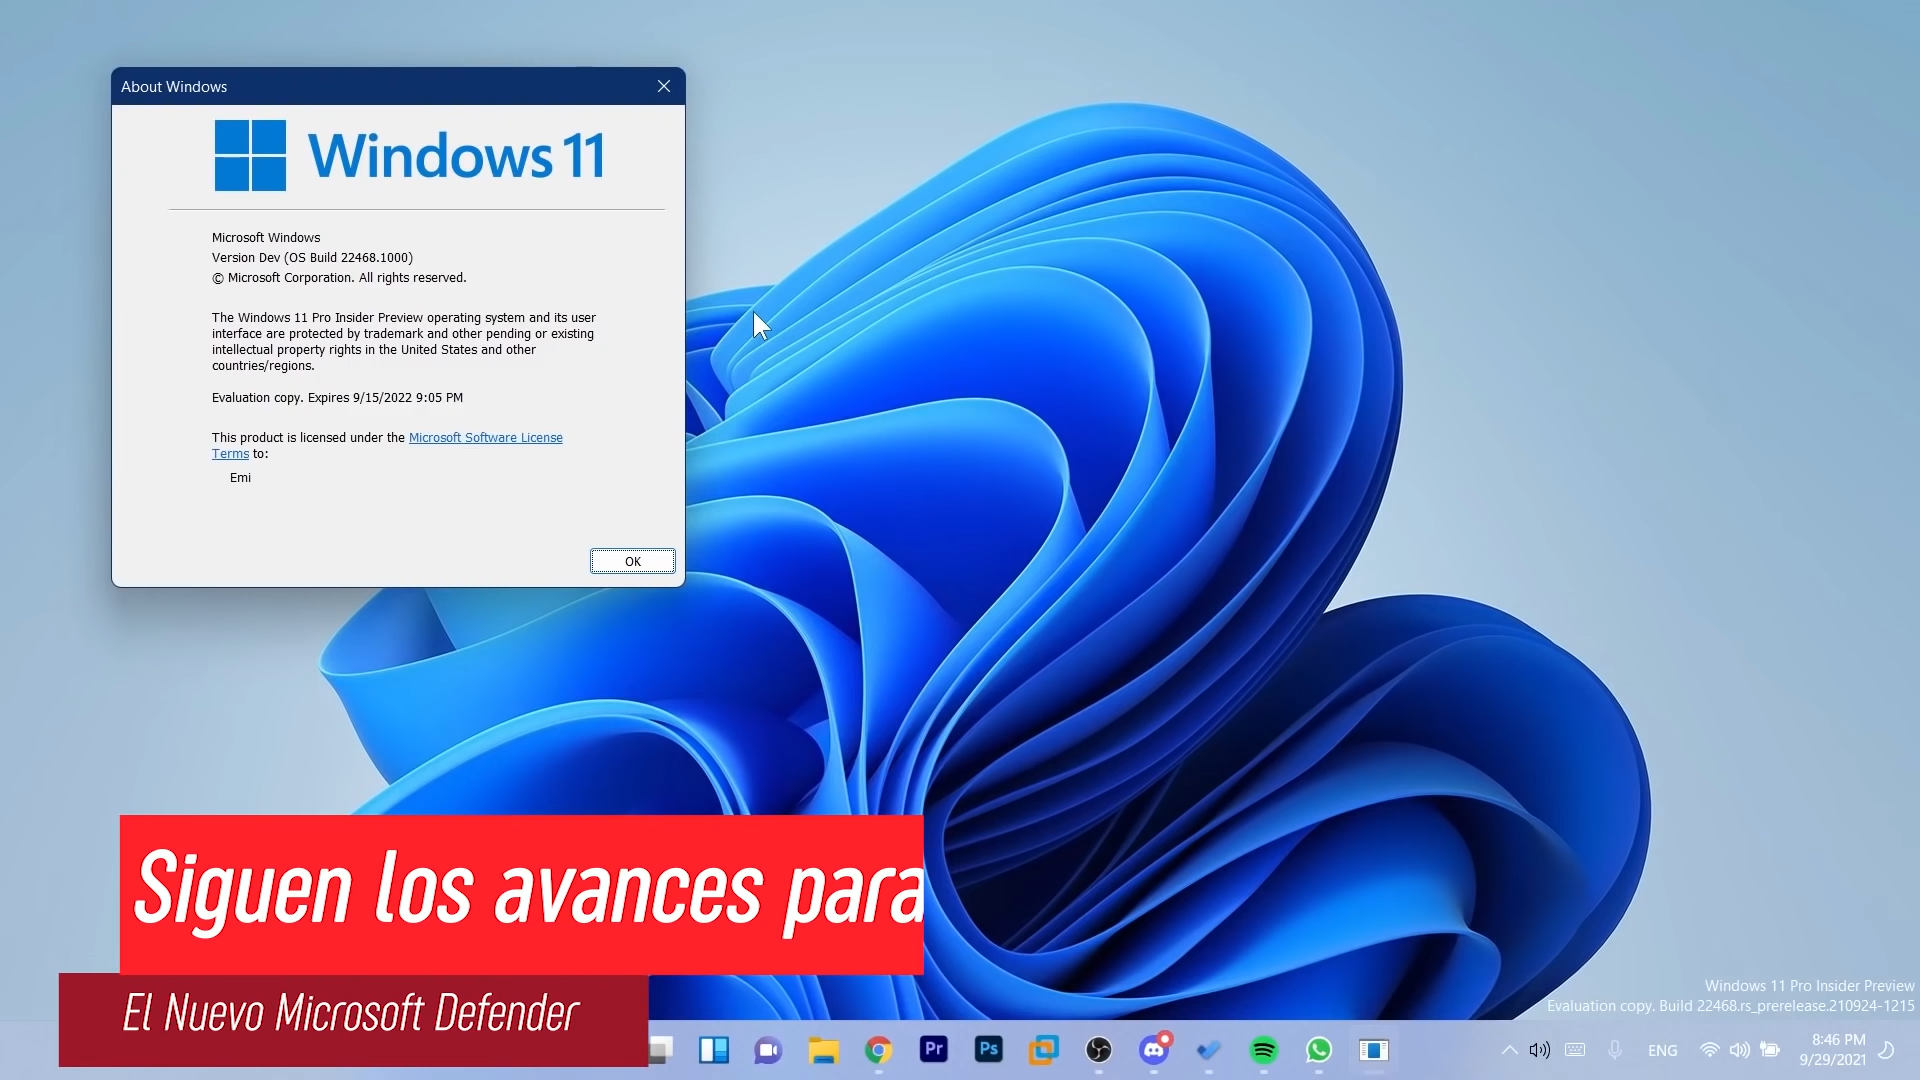 About Windows
Windows 11
Microsoft Windows
Version Dev (OS Build 22468.1000)
© Microsoft Corporation. All rights reserved.
The Windows 11 Pro Insider Preview operating system and its user
interface are protected by trademark and other pending or existing
intellectual property rights in the United States and other
countries/regions.
Evaluation copy. Expires 9/15/2022 9:05 PM
This product is licensed under the Microsoft Software License
Terms to:
Emi
OK
Siguen los avances para
El Nuevo Microsoft Defender
Windows 11 Pro Insider Preview
Evaluation copy. Build 22468.rs_prerelease.210924-1215
Pr
Ps
ENG
8:46 PM
9/29/2021